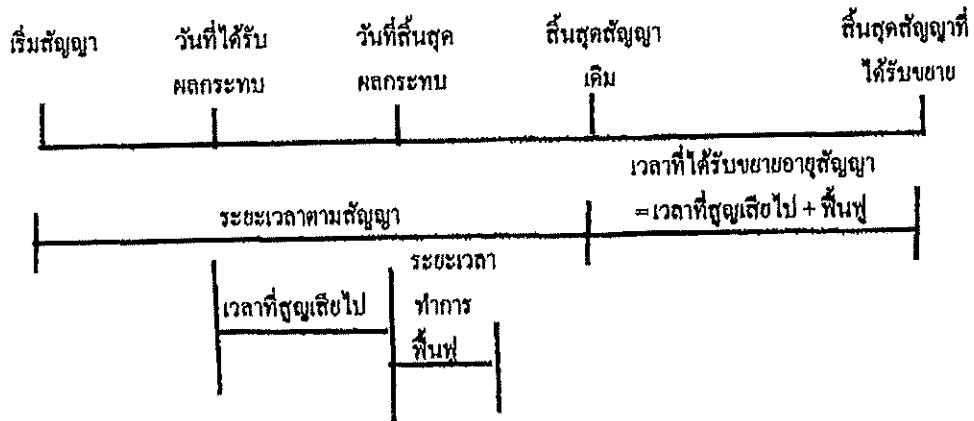 เริ่มสัญญา วันที่ได้รับ วันที่สิ้นสุด สิ้นสุดสัญญา สิ้นสุดสัญญาที่
ผลกระทบ ผลกระทบ เดิม ได้รับขยาย
เวลาที่ได้รับขยายอายุสัญญา
ระยะเวลาตามสัญญา =เวลาที่สูญเสียไป + ฟื้นฟู
ระยะเวลา
เวลาที่สูญเสียไป ทำการ
ฟื้นฟู